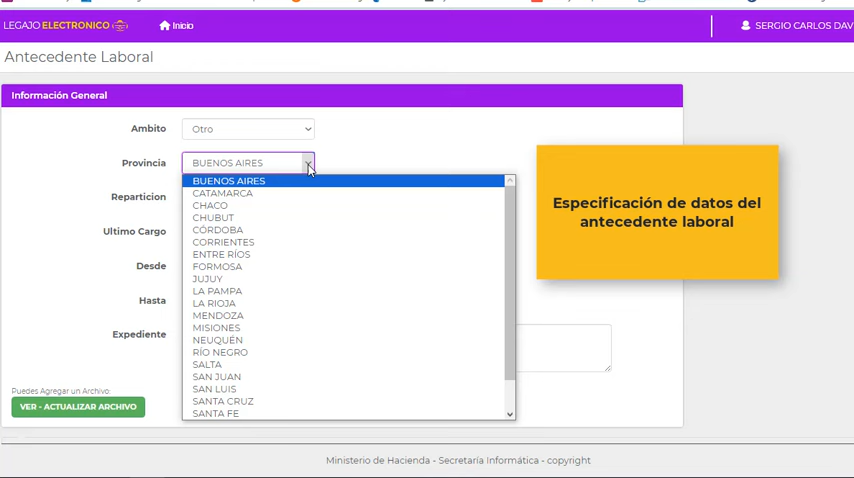 LEGAJO ELECTRONICO
Inicio
SERGIO CARLOS DAV
Antecedente Laboral
Información General
Ambito
Otro
Provincia
BUENOS AIRES
BUENOS AIRES
CATAMARCA
CHACO
CHUBUT
CÓRDOBA
CORRIENTES
ENTRE RÍOS
FORMOSA
JUJUY
LA PAMPA
LA RIOJA
MENDOZA
MISIONES
NEUQUÉN
RÍO NEGRO
SALTA
SAN JUAN
SAN LUIS
SANTA CRUZ
SANTA FE
Reparticion
Ultimo Cargo
Desde
Hasta
Expediente
Especificación de datos del
antecedente laboral
Puedes Agregar un Archivo:
VER - ACTUALIZAR ARCHIVO
Ministerio de Hacienda - Secretaría Informática - copyright